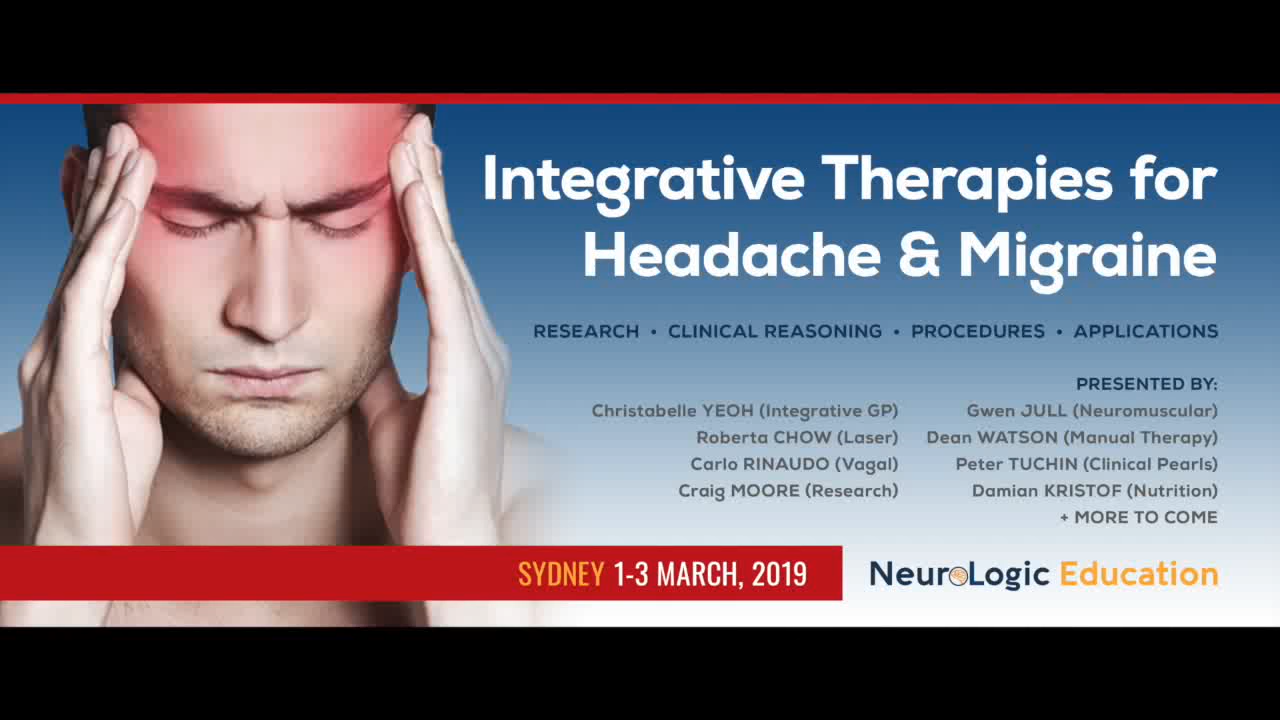 Integrative Therapies for
Headache & Migraine
RESEARCH • CLINICAL REASONING • PROCEDURES • APPLICATIONS
PRESENTED BY:
Christabelle YEOH (Integrative GP)
Roberta CHOW (Laser)
Carlo RINAUDO (Vagal)
Craig MOORE (Research)
Gwen JULL (Neuromuscular)
Dean WATSON (Manual Therapy)
Peter TUCHIN (Clinical Pearls)
Damian KRISTOF (Nutrition)
+ MORE TO COME
SYDNEY 1-3 MARCH, 2019
NeuroLogic Education